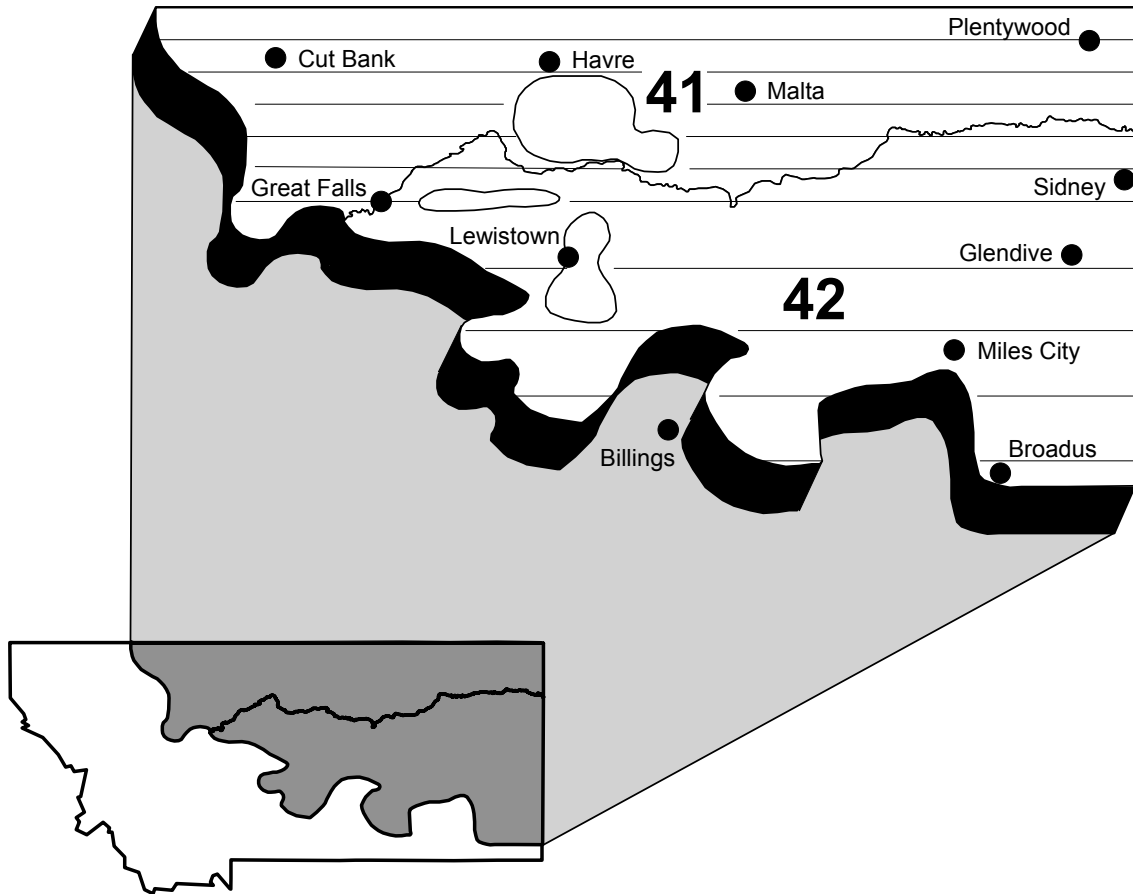 Plentywood
Cut Bank
Havre
41
Malta
Great Falls
Sidney
Lewistown
Glendive
42
Miles City
Billings
Broadus